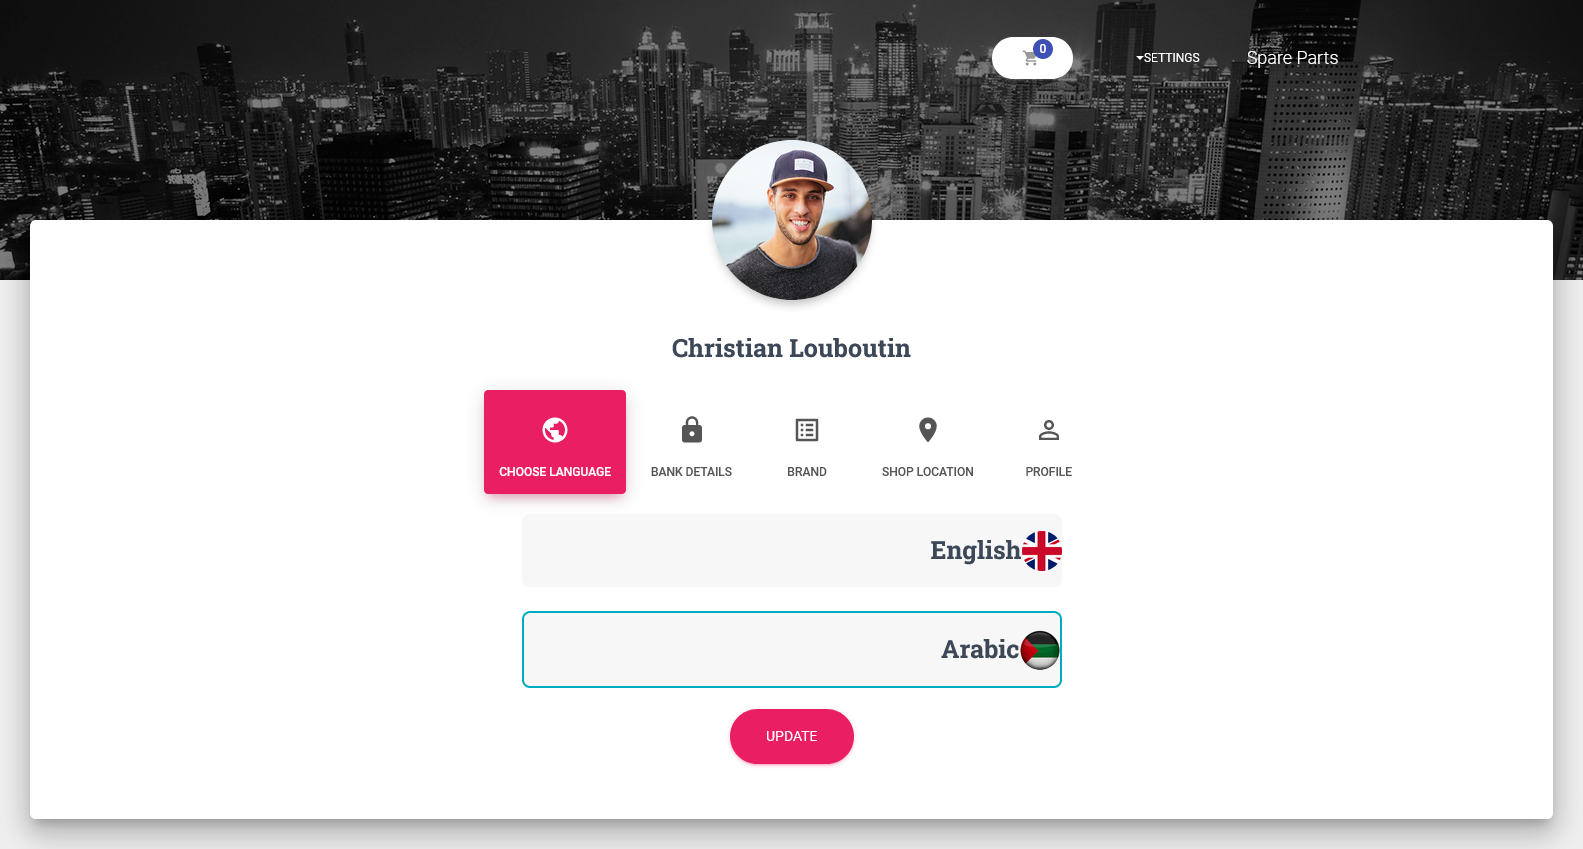 0
SETTINGS
Spare Parts
Christian Louboutin
CHOOSE LANGUAGE
BANK DETAILS
BRAND
SHOP LOCATION
PROFILE
English
Arabic
UPDATE